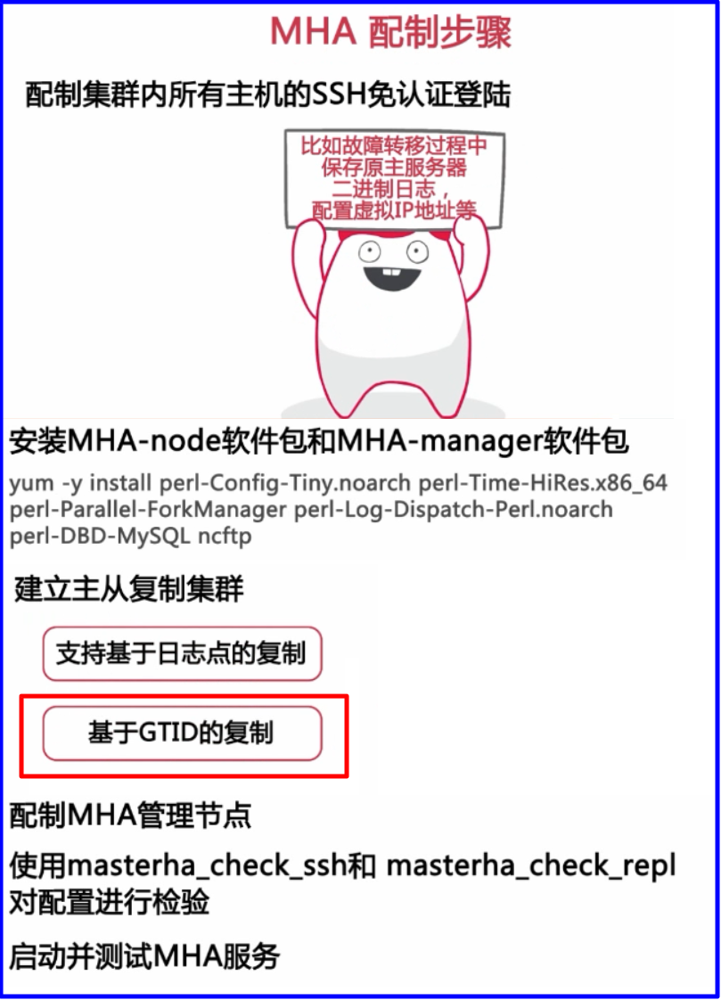 MHA 配制步骤
配制集群内所有主机的SSH免认证登陆
比如故障转移过程中
保存原主服务器
二进制日志，
配置虚拟IP地址等
安装MHA-node软件包和MHA-manager软件包
yum -y install perl-Config-Tiny.noarch perl-Time-HiRes.x86_64
perl-Parallel-ForkManager perl-Log-Dispatch-Perl.noarch
perl-DBD-MySQL ncftp
建立主从复制集群
支持基于日志点的复制
基于GTID的复制
配制MHA管理节点
使用masterha_check_ssh和 masterha_check_repl
对配置进行检验
启动并测试MHA服务